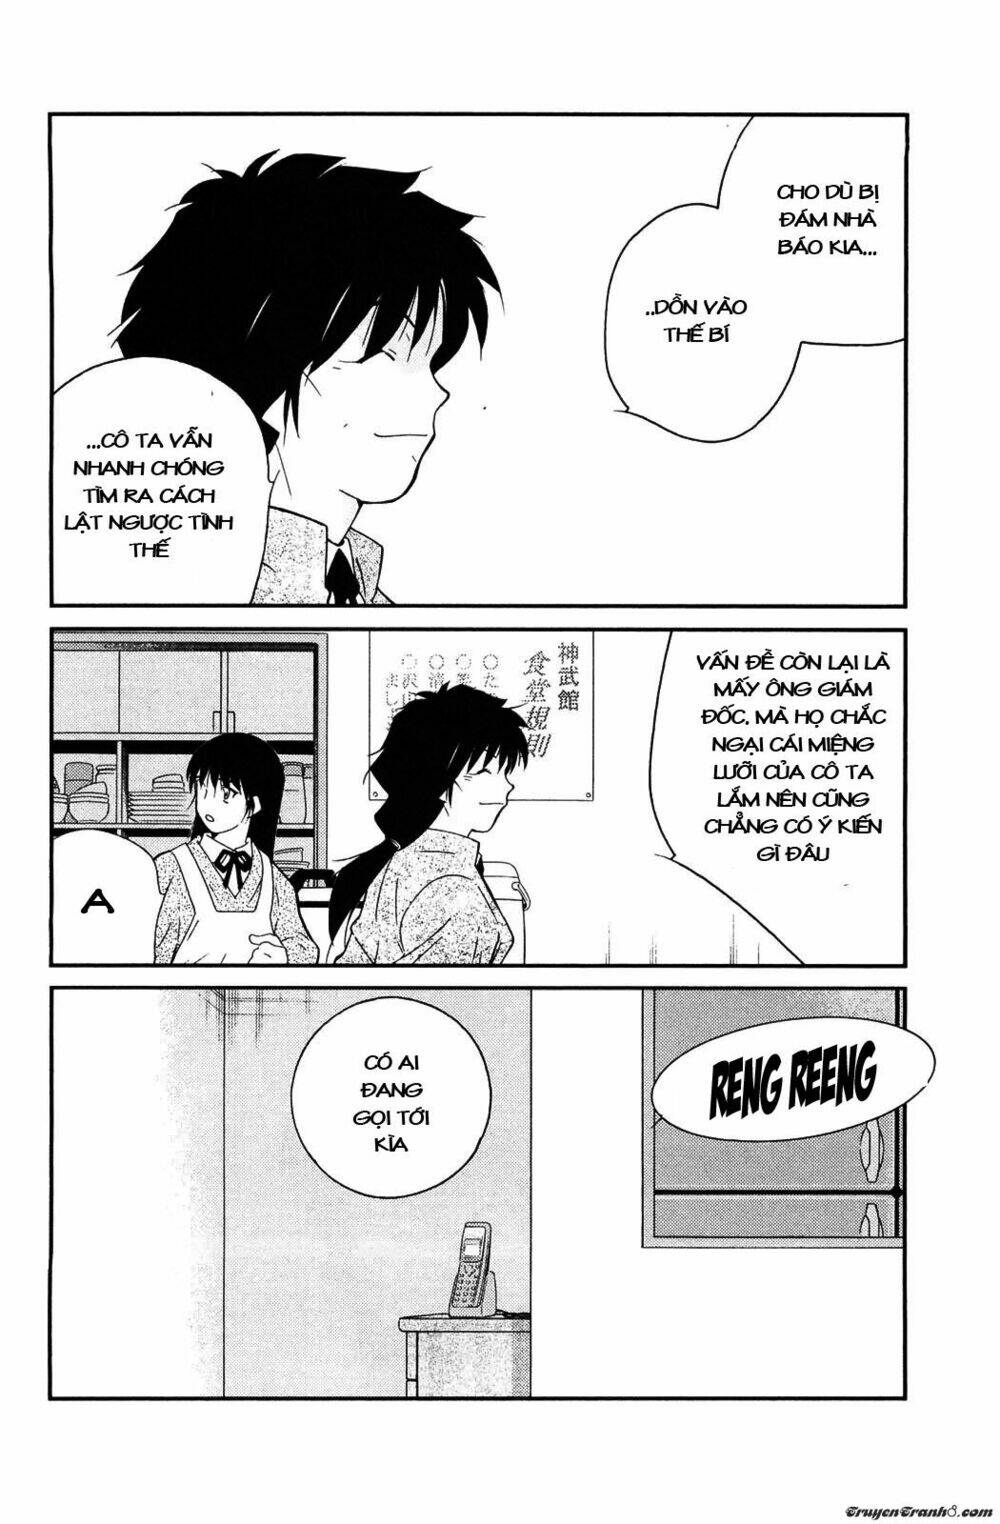 CHO DÙ BỊ
ĐÁM NHÀ
BÁO KIA...
..DỒN VÀO
THẾ BÍ
...CÔ TA VẪN
NHANH CHÓNG
TÌM RA CÁCH
LẬT NGƯỢC TÌNH
THẾ
VẤN ĐỀ CÒN LẠI LÀ
MẤY ÔNG GIÁM
ĐỐC, MÀ HỌ CHẮC
NGẠI CÁI MIỆNG
LƯỠI CỦA CÔ TA
LẮM NÊN CŨNG
CHẲNG CÓ Ý KIẾN
GÌ ĐÂU
神武館
食堂規則
A
RENG REENG
CÓ AI
ĐANG
GỌI TỚI
KÌA
TruyenTranh8.com